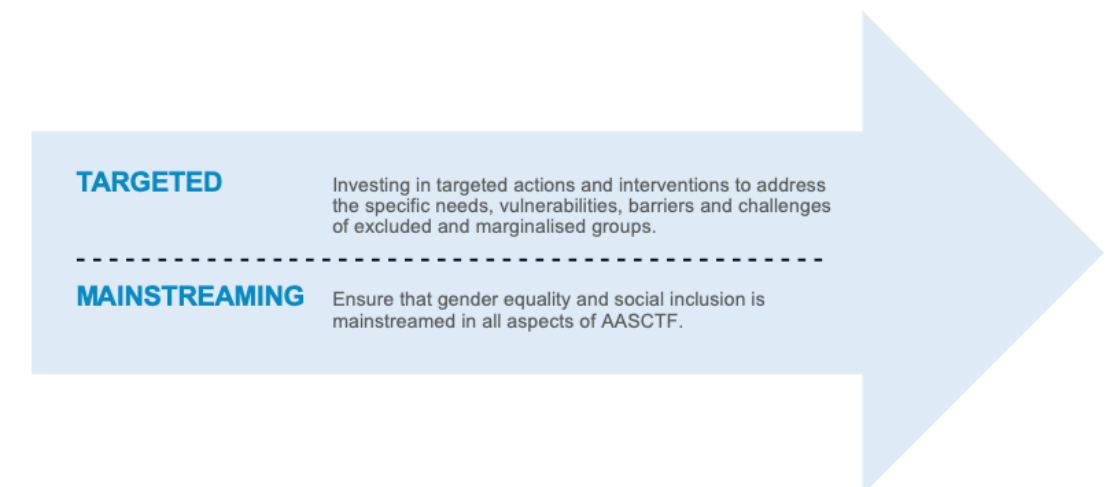 TARGETED
Investing in targeted actions and interventions to address
the specific needs, vulnerabilities, barriers and challenges
of excluded and marginalised groups.
MAINSTREAMING
Ensure that gender equality and social inclusion is
mainstreamed in all aspects of AASCTF.